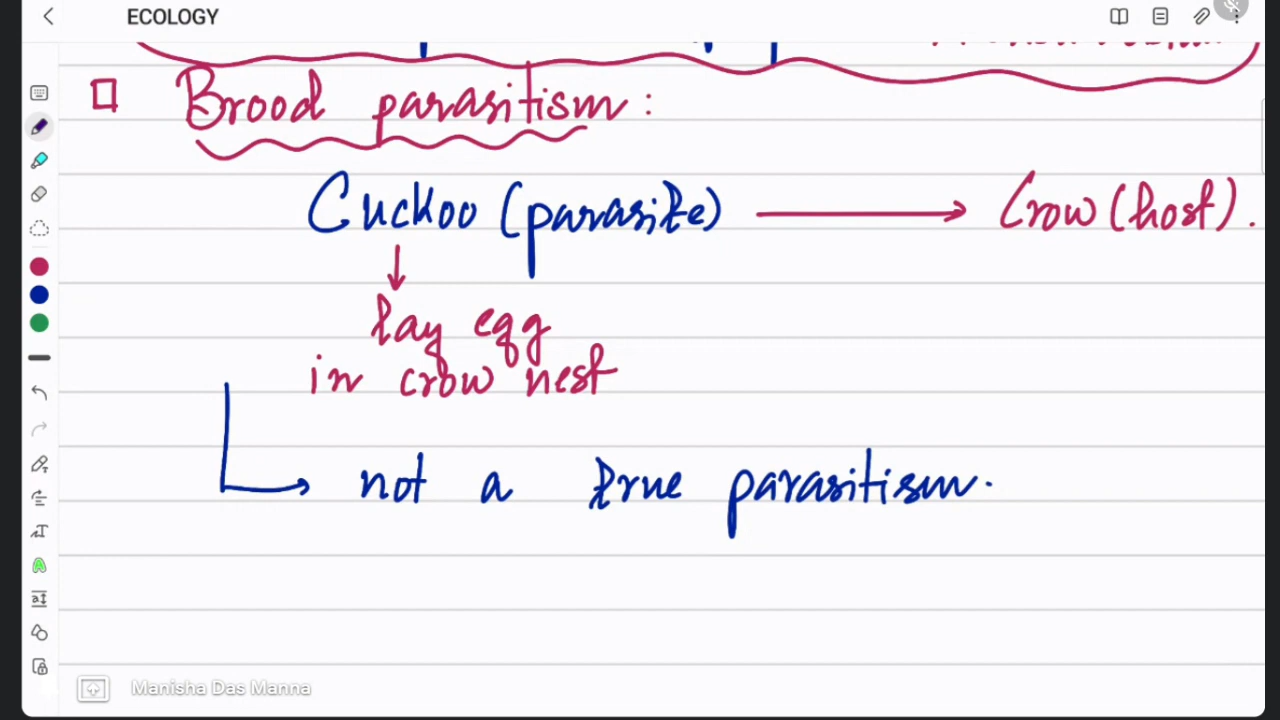 ECOLOGY
Brood parasitism:
Cuckoo (parasite) → Crow (host).
↓
lay egg
in crow nest
→ not a true parasitism.
Manisha Das Manna